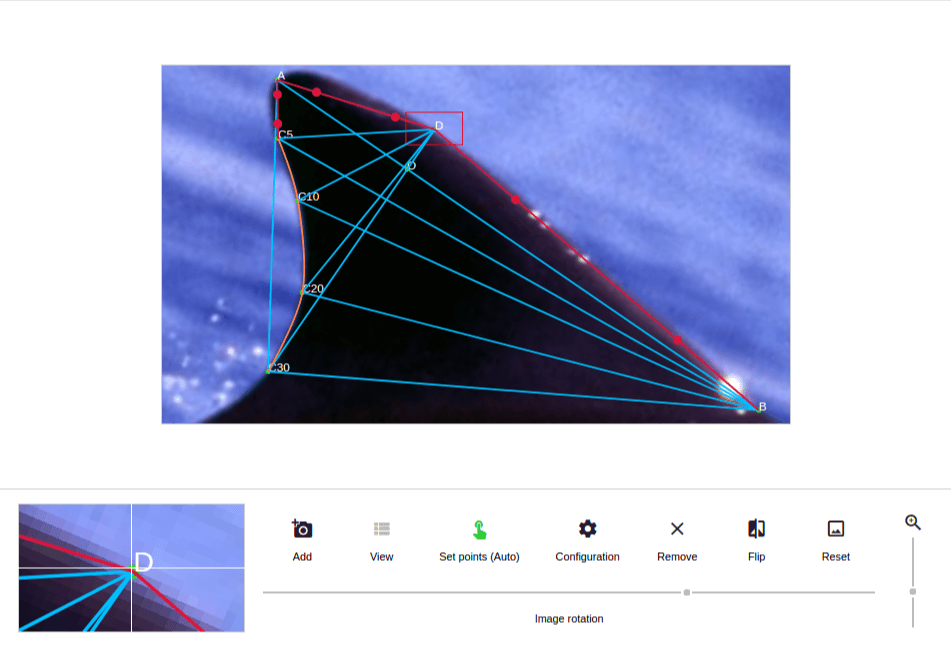 A
D
C5
D
C10
C20
C30
B
D
Add
View
Set points (Auto)
Configuration
Remove
Flip
Reset
Image rotation